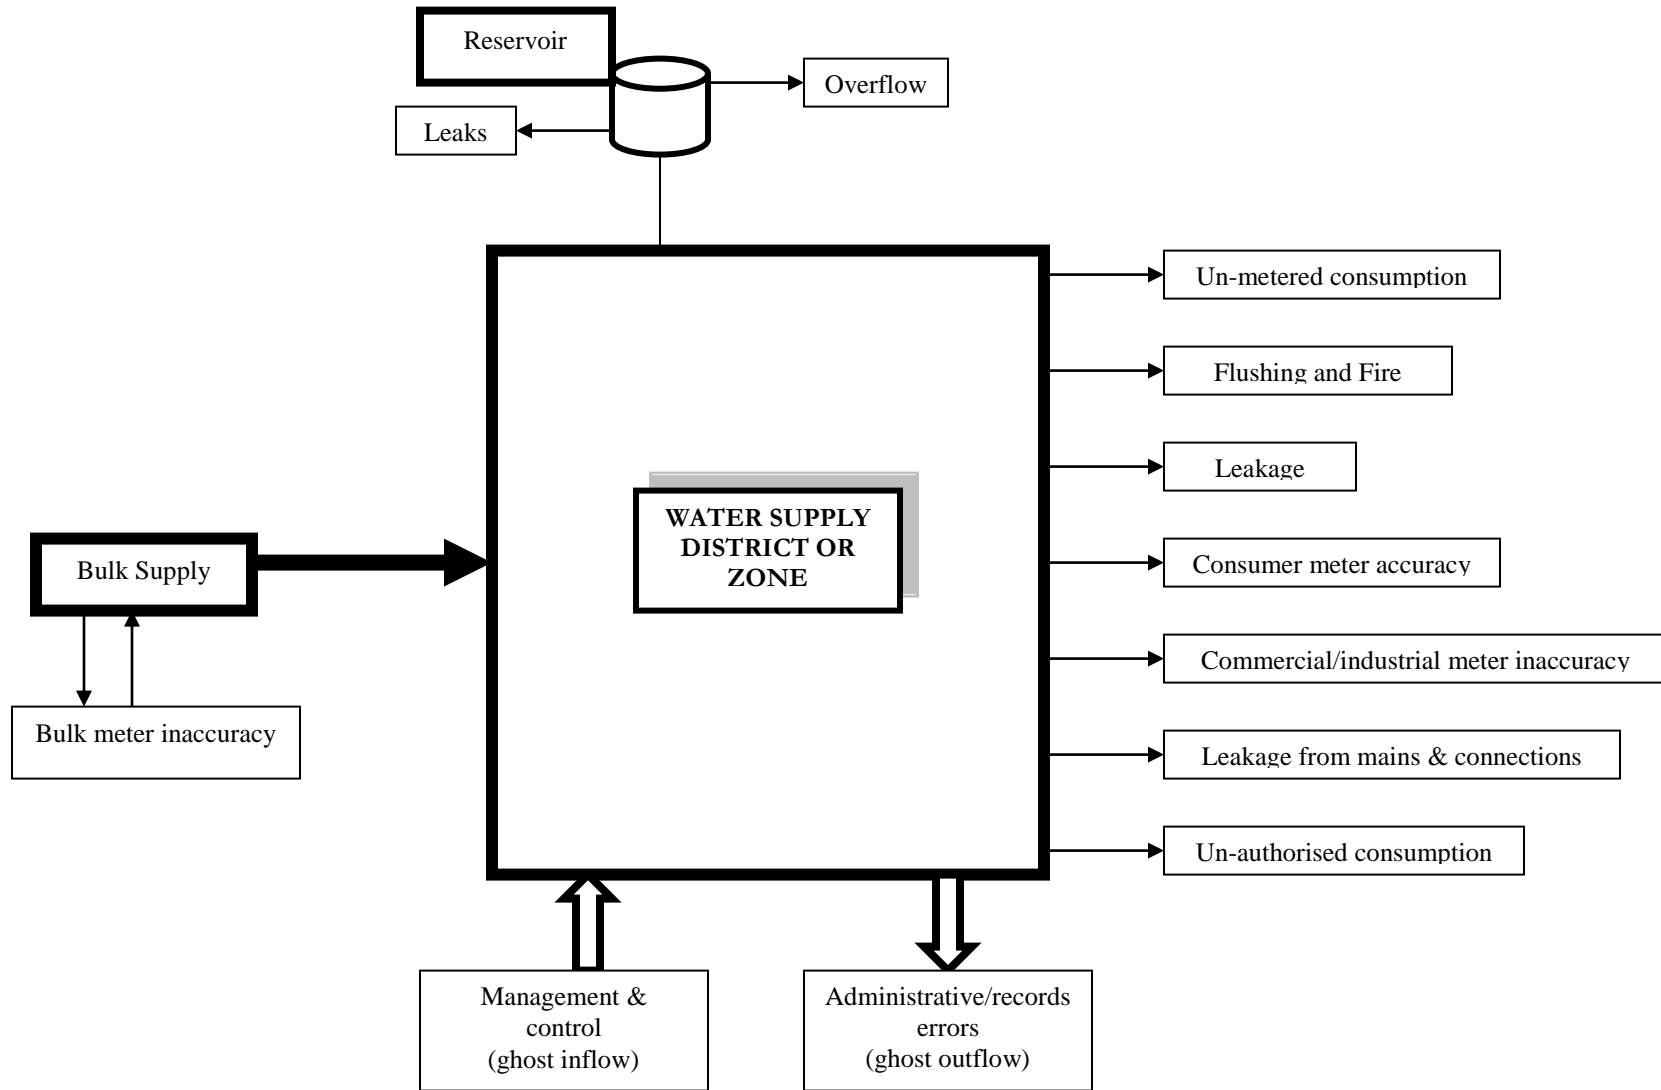 Reservoir
Overflow
Leaks
Un-metered consumption
Flushing and Fire
Leakage
WATER SUPPLY
DISTRICT OR
ZONE
Bulk Supply
Consumer meter accuracy
Commercial/industrial meter inaccuracy
Bulk meter inaccuracy
Leakage from mains & connections
Un-authorised consumption
Management &
control
(ghost inflow)
Administrative/records
errors
(ghost outflow)